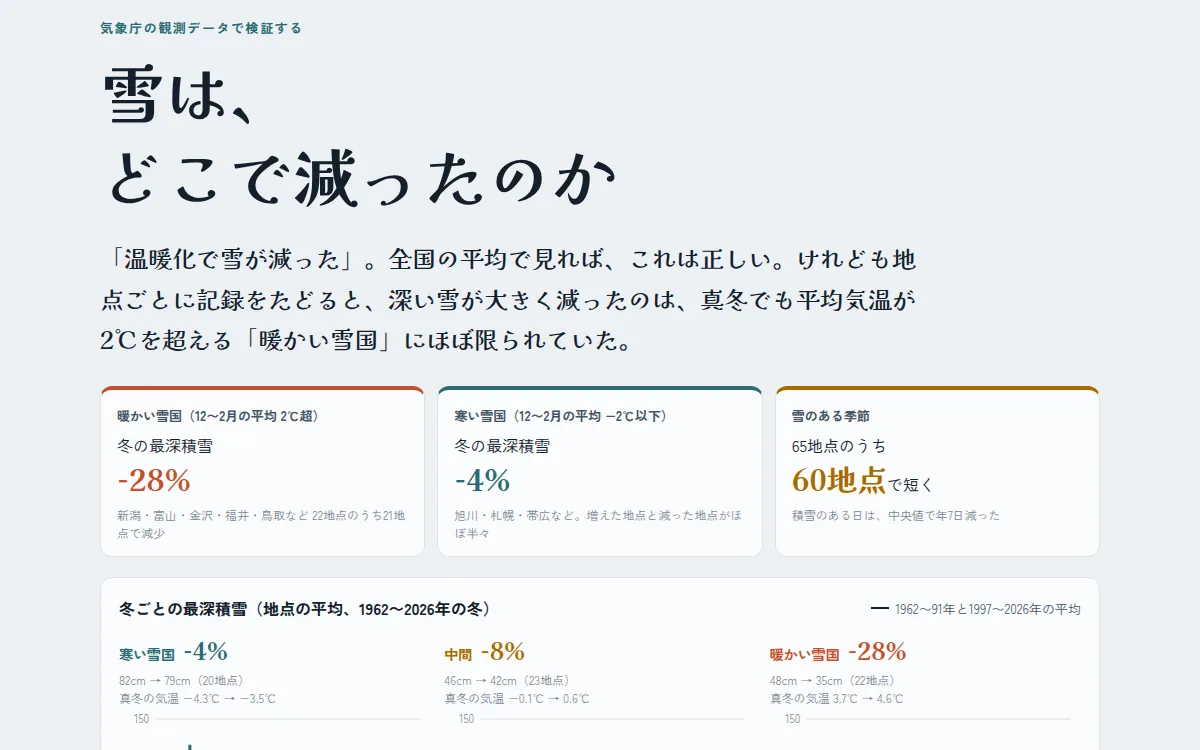 気象庁の観測データで検証する
雪は、
どこで減ったのか
「温暖化で雪が減った」。全国の平均で見れば、これは正しい。けれども地
点ごとに記録をたどると、深い雪が大きく減ったのは、真冬でも平均気温が
2℃を超える「暖かい雪国」にほぼ限られていた。
暖かい雪国（12〜2月の平均 2℃超）
冬の最深積雪
-28%
新潟・富山・金沢・福井・鳥取など 22地点のうち21地
点で減少
寒い雪国（12〜2月の平均 −2℃以下）
冬の最深積雪
-4%
旭川・札幌・帯広など。増えた地点と減った地点がほ
ぼ半々
雪のある季節
65地点のうち
60地点で短く
積雪のある日は、中央値で年7日減った
冬ごとの最深積雪（地点の平均、1962〜2026年の冬）
1962〜91年と1997〜2026年の平均
寒い雪国 -4%
82cm → 79cm（20地点）
真冬の気温 −4.3℃ → −3.5℃
150
中間 -8%
46cm → 42cm（23地点）
真冬の気温 −0.1℃ → 0.6℃
150
暖かい雪国 -28%
48cm → 35cm（22地点）
真冬の気温 3.7℃ → 4.6℃
150